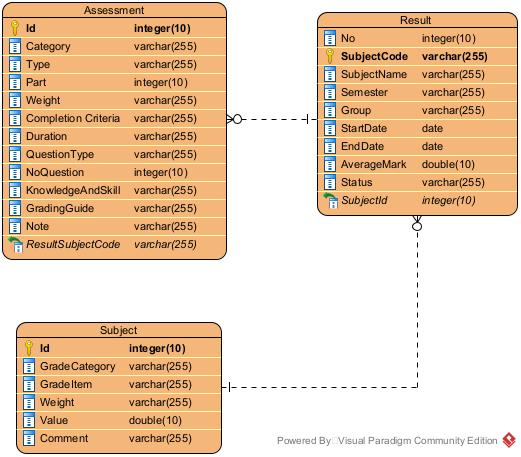 Assessment
Id integer(10)
Category varchar(255)
Type varchar(255)
Part integer(10)
Weight varchar(255)
Completion Criteria varchar(255)
Duration varchar(255)
QuestionType varchar(255)
NoQuestion integer(10)
KnowledgeAndSkill varchar(255)
GradingGuide varchar(255)
Note varchar(255)
ResultSubjectCode varchar(255)
Result
No integer(10)
SubjectCode varchar(255)
SubjectName varchar(255)
Semester varchar(255)
Group varchar(255)
StartDate date
EndDate date
AverageMark double(10)
Status varchar(255)
SubjectId integer(10)
Subject
Id integer(10)
GradeCategory varchar(255)
GradeItem varchar(255)
Weight varchar(255)
Value double(10)
Comment varchar(255)
Powered By Visual Paradigm Community Edition